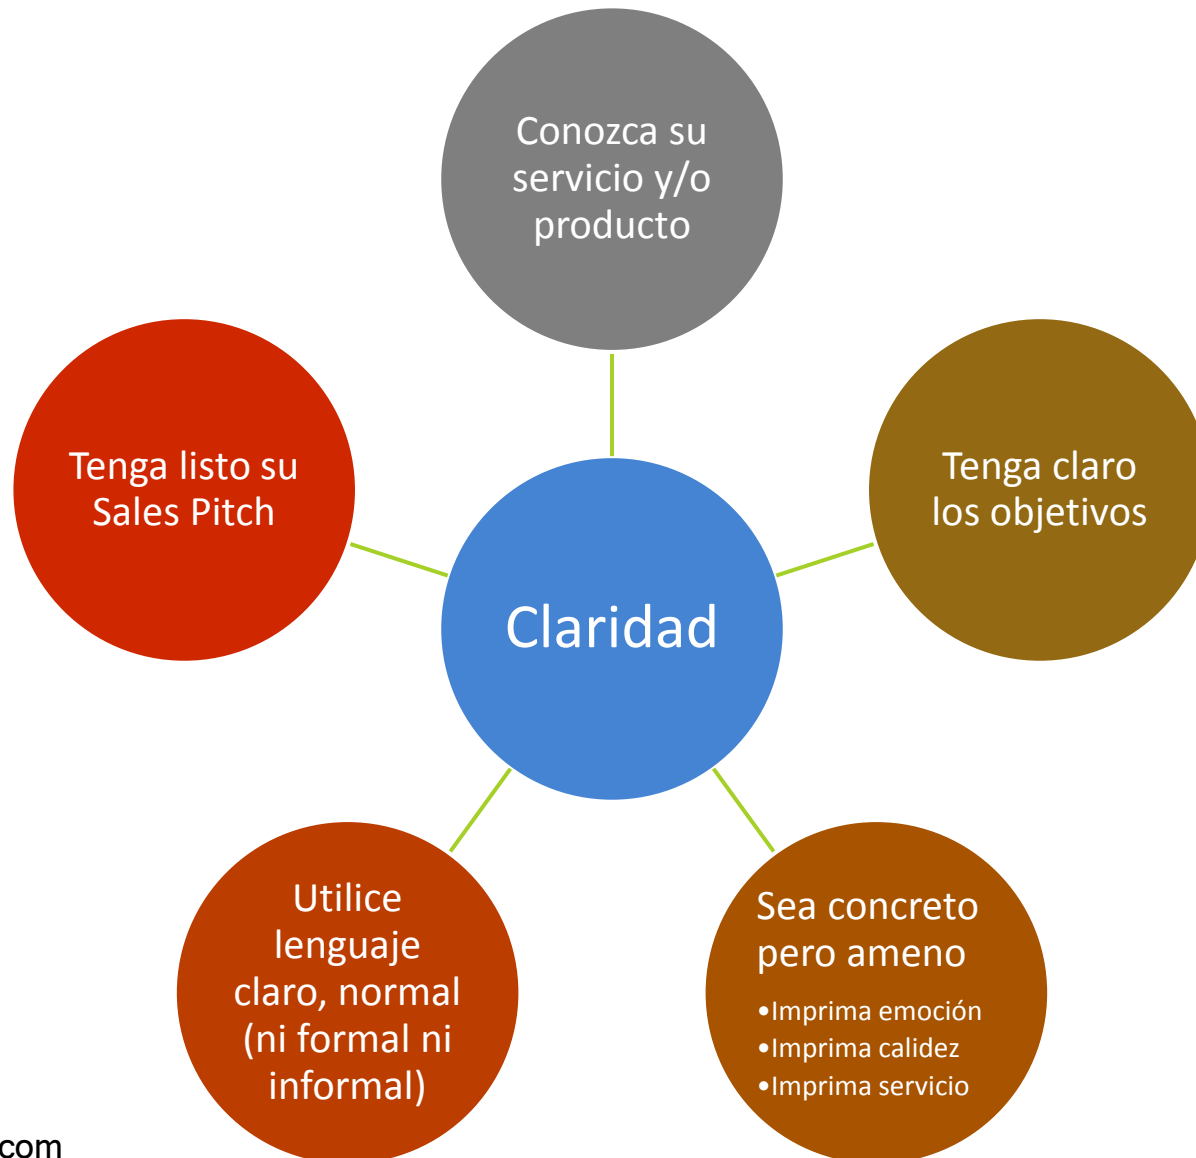 Conozca su
servicio y/o
producto
Tenga listo su
Sales Pitch
Tenga claro
los objetivos
Claridad
Utilice
lenguaje
claro, normal
(ni formal ni
informal)
Sea concreto
pero ameno
•Imprima emoción
•Imprima calidez
•Imprima servicio
com